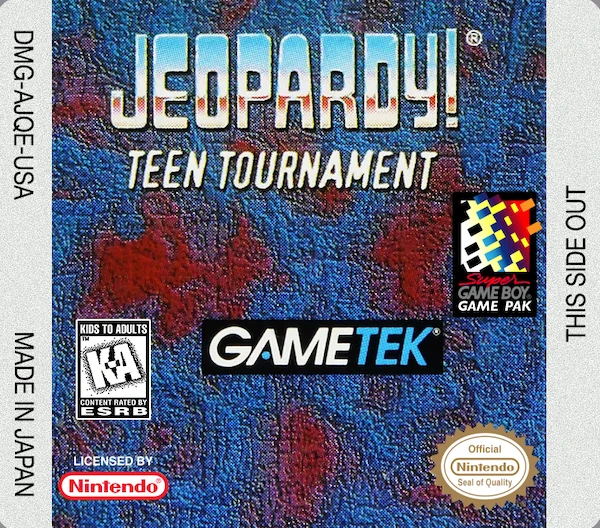 DMG-AJQE-USA
MADE IN JAPAN
JEOPARDY!®
TEEN TOURNAMENT
Super
GAME BOY
GAME PAK
THIS SIDE OUT
KIDS TO ADULTS
TM
K-A
CONTENT RATED BY
ESRB
GAMETEK®
LICENSED BY
Nintendo®
Official
Nintendo
Seal of Quality